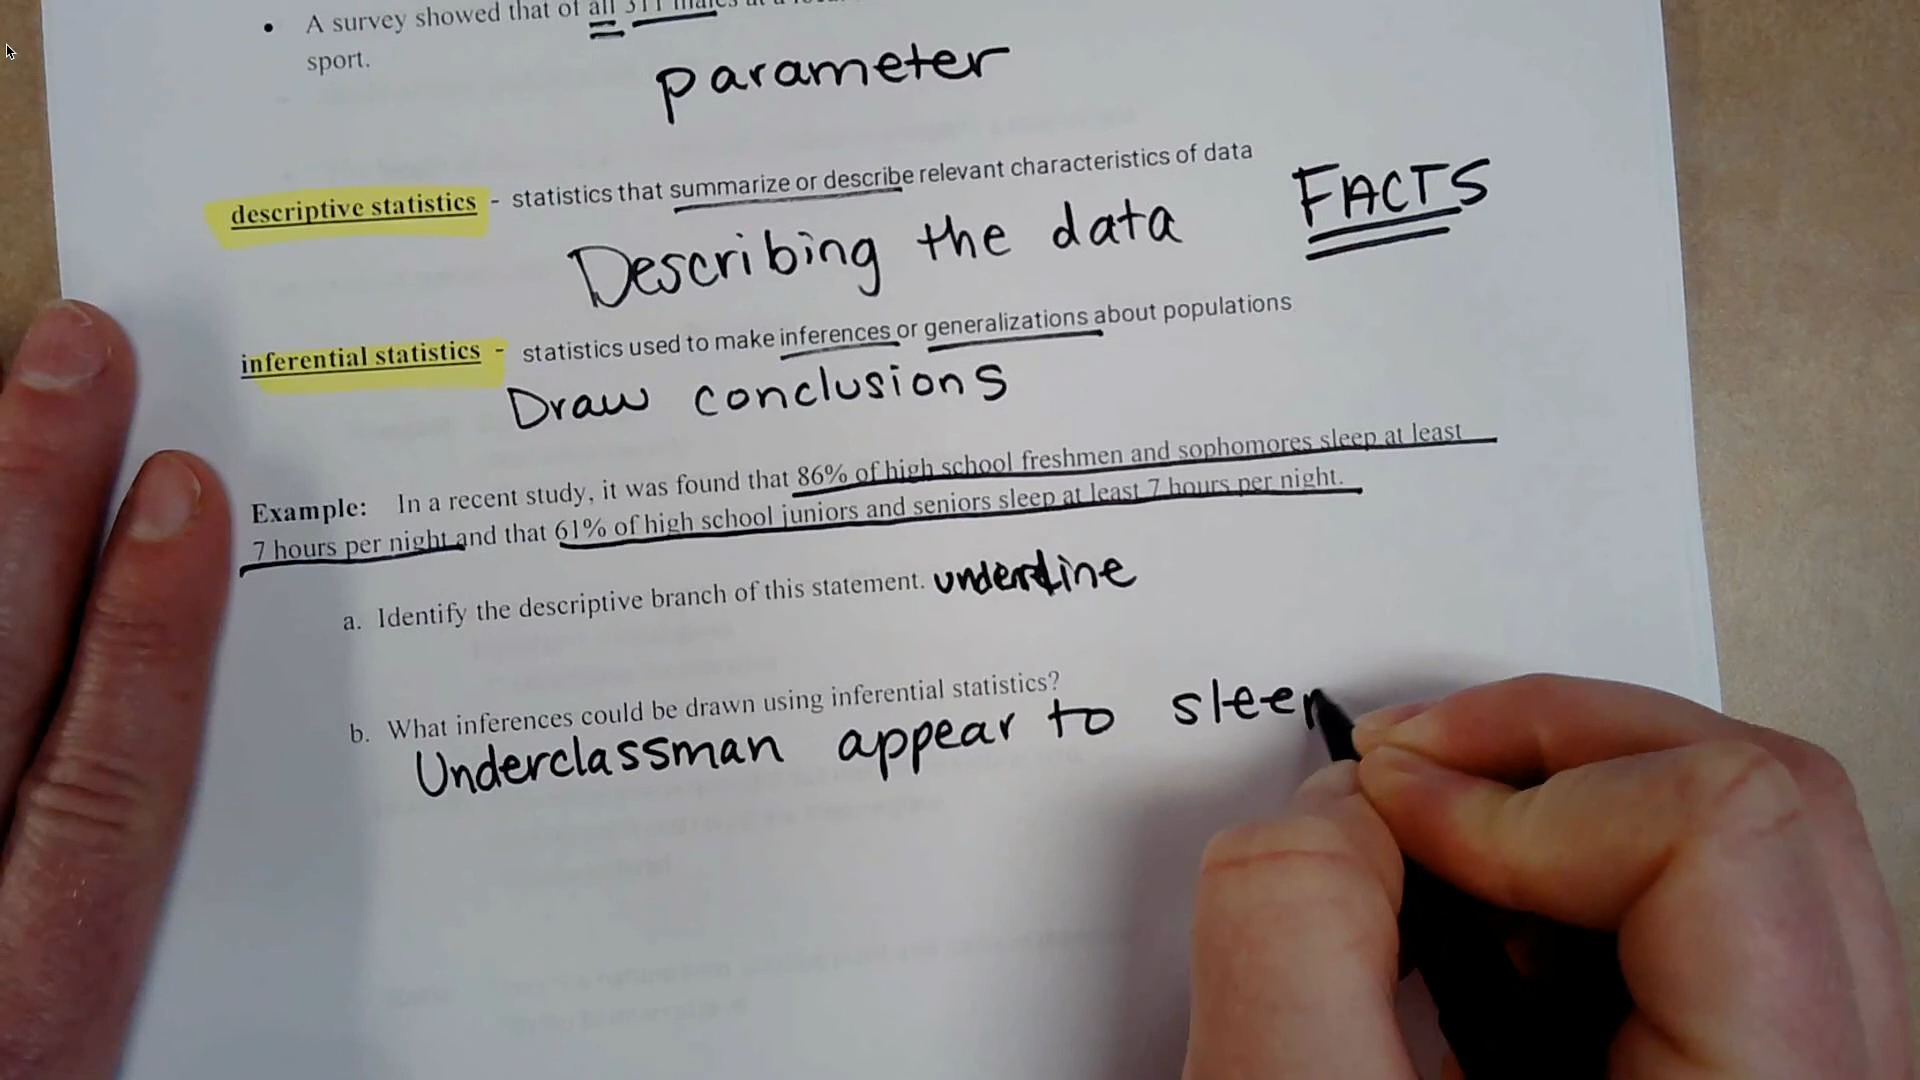 • A survey showed that of all 311 males at a
sport.
parameter
descriptive statistics - statistics that summarize or describe relevant characteristics of data
FACTS
Describing the data
inferential statistics - statistics used to make inferences or generalizations about populations
Draw conclusions
Example: In a recent study, it was found that 86% of high school freshmen and sophomores sleep at least
7 hours per night and that 61% of high school juniors and seniors sleep at least 7 hours per night.
a. Identify the descriptive branch of this statement. underline
b. What inferences could be drawn using inferential statistics?
Underclassman appear to sleep